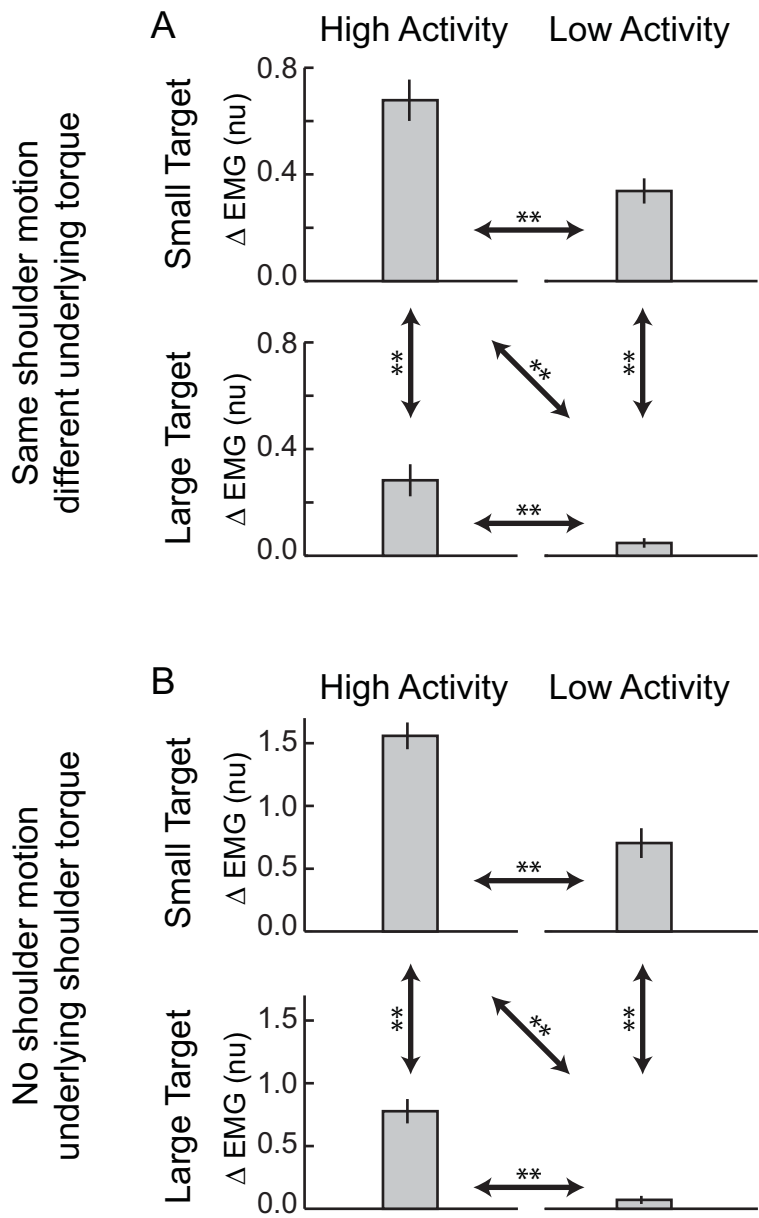 A
High Activity
Low Activity
Same shoulder motion
different underlying torque
Small Target
Δ EMG (nu)
0.8
0.4
0.0
**
**
**
**
Large Target
Δ EMG (nu)
0.8
0.4
0.0
**
B
High Activity
Low Activity
No shoulder motion
underlying shoulder torque
Small Target
Δ EMG (nu)
1.5
1.0
0.5
0.0
**
**
**
**
Large Target
Δ EMG (nu)
1.5
1.0
0.5
0.0
**